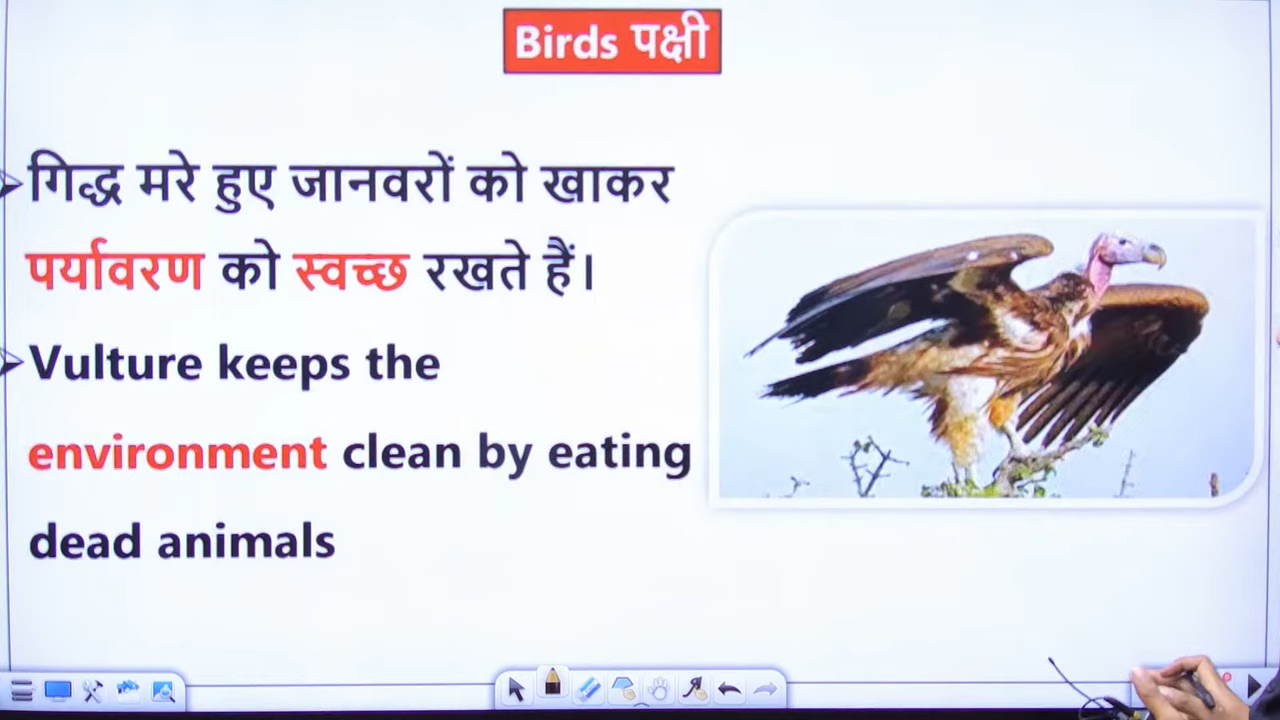 Birds पक्षी
गिद्ध मरे हुए जानवरों को खाकर
पर्यावरण को स्वच्छ रखते हैं।
Vulture keeps the
environment clean by eating
dead animals